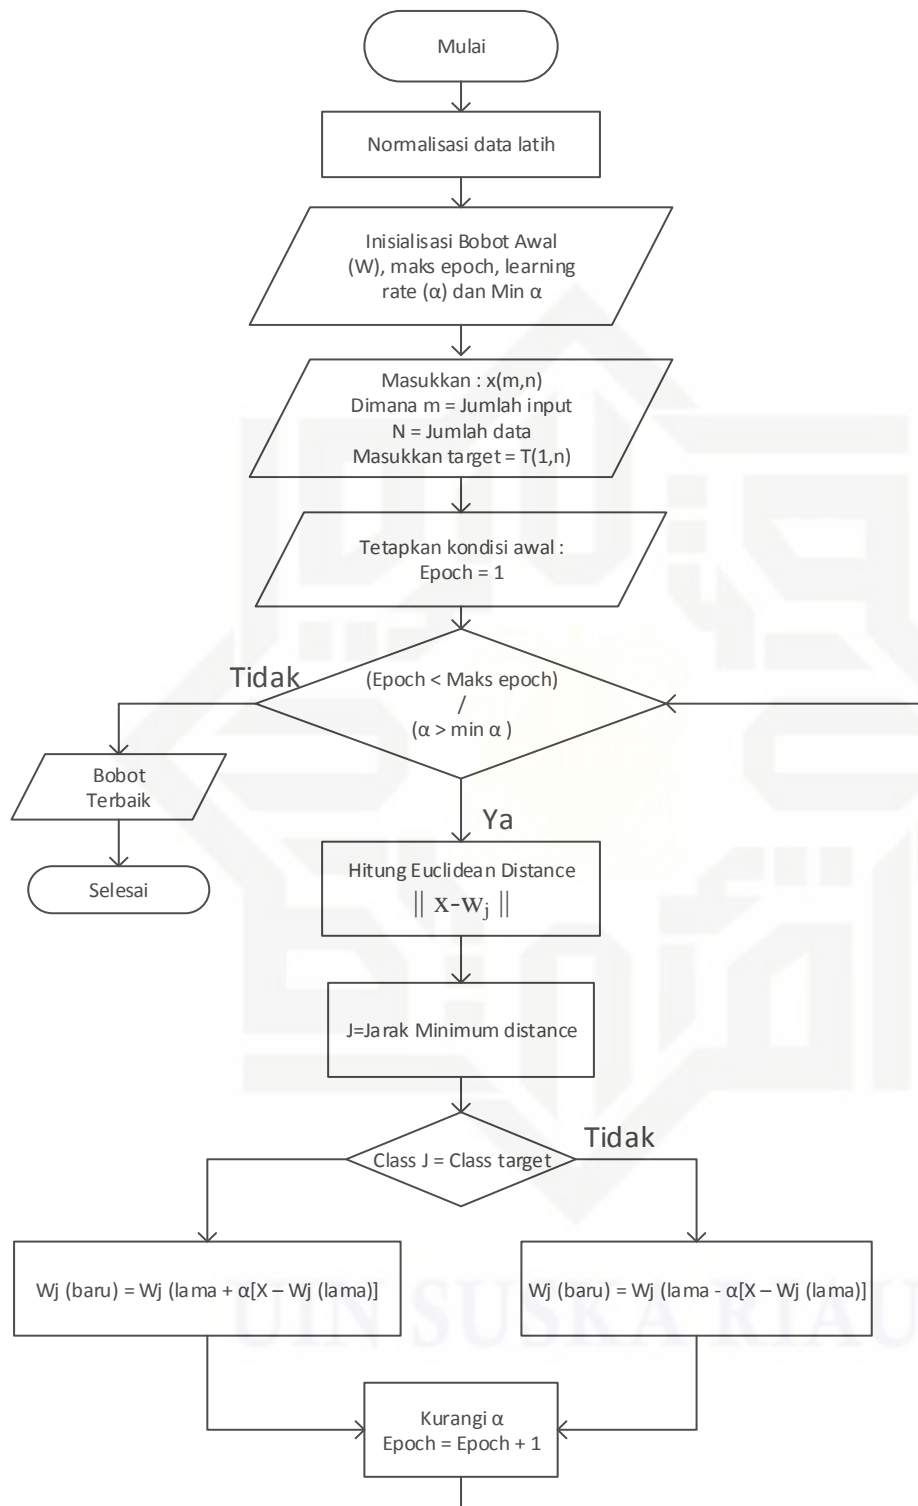 Mulai
Normalisasi data latih
Inisialisasi Bobot Awal
(W), maks epoch, learning
rate (α) dan Min α
Masukkan : x(m,n)
Dimana m = Jumlah input
N = Jumlah data
Masukkan target = T(1,n)
Tetapkan kondisi awal :
Epoch = 1
Tidak
(Epoch < Maks epoch)
/
(α > min α )
Bobot
Terbaik
Selesai
Ya
Hitung Euclidean Distance
|| x-wj ||
J=Jarak Minimum distance
Tidak
Class J = Class target
Wj (baru) = Wj (lama + α[X – Wj (lama)]
Wj (baru) = Wj (lama - α[X – Wj (lama)]
UIN SUSKA RIAU
Kurangi α
Epoch = Epoch + 1